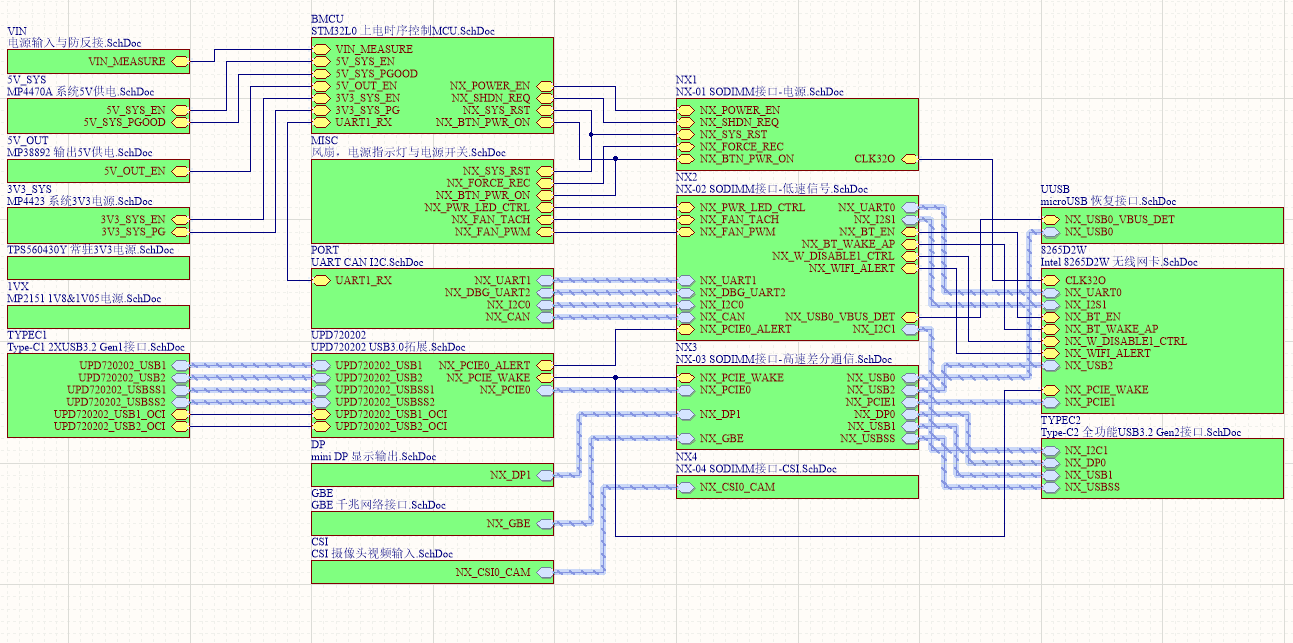 VIN
电源输入与防反接.SchDoc
VIN_MEASURE
5V_SYS
MP4470A 系统5V供电.SchDoc
5V_SYS_EN
5V_SYS_PGOOD
5V_OUT
MP38892 输出5V供电.SchDoc
5V_OUT_EN
3V3_SYS
MP4423 系统3V3电源.SchDoc
3V3_SYS_EN
3V3_SYS_PG
TPS560430Y 常驻3V3电源.SchDoc
1VX
MP2151 1V8&1V05电源.SchDoc
TYPEC1
Type-C1 2XUSB3.2 Gen1接口.SchDoc
UPD720202_USB1
UPD720202_USB2
UPD720202_USBSS1
UPD720202_USBSS2
UPD720202_USB1_OCI
UPD720202_USB2_OCI
BMCU
STM32L0 上电时序控制MCU.SchDoc
VIN_MEASURE
5V_SYS_EN
5V_SYS_PGOOD
5V_OUT_EN NX_POWER_EN
3V3_SYS_EN NX_SHDN_REQ
3V3_SYS_PG NX_SYS_RST
UART1_RX NX_BTN_PWR_ON
MISC
风扇，电源指示灯与电源开关.SchDoc
NX_SYS_RST
NX_FORCE_REC
NX_BTN_PWR_ON
NX_PWR_LED_CTRL
NX_FAN_TACH
NX_FAN_PWM
PORT
UART CAN I2C.SchDoc
UART1_RX NX_UART1
NX_DBG_UART2
NX_I2C0
NX_CAN
UPD720202
UPD720202 USB3.0拓展.SchDoc
UPD720202_USB1 NX_PCIE0_ALERT
UPD720202_USB2 NX_PCIE_WAKE
UPD720202_USBSS1 NX_PCIE0
UPD720202_USBSS2
UPD720202_USB1_OCI
UPD720202_USB2_OCI
DP
mini DP 显示输出.SchDoc
NX_DP1
GBE
GBE 千兆网络接口.SchDoc
NX_GBE
CSI
CSI 摄像头视频输入.SchDoc
NX_CSI0_CAM
NX1
NX-01 SODIMM接口-电源.SchDoc
NX_POWER_EN
NX_SHDN_REQ
NX_SYS_RST
NX_FORCE_REC
NX_BTN_PWR_ON CLK32O
NX2
NX-02 SODIMM接口-低速信号.SchDoc
NX_PWR_LED_CTRL NX_UART0
NX_FAN_TACH NX_I2S1
NX_FAN_PWM NX_BT_EN
NX_BT_WAKE_AP
NX_W_DISABLE1_CTRL
NX_WIFI_ALERT
NX_UART1
NX_DBG_UART2
NX_I2C0
NX_CAN NX_USB0_VBUS_DET
NX_PCIE0_ALERT NX_I2C1
NX3
NX-03 SODIMM接口-高速差分通信.SchDoc
NX_PCIE_WAKE NX_USB0
NX_PCIE0 NX_USB2
NX_PCIE1
NX_DP1 NX_DP0
NX_USB1
NX_GBE NX_USBSS
NX4
NX-04 SODIMM接口-CSI.SchDoc
NX_CSI0_CAM
UUSB
microUSB 恢复接口.SchDoc
NX_USB0_VBUS_DET
NX_USB0
8265D2W
Intel 8265D2W 无线网卡.SchDoc
CLK32O
NX_UART0
NX_I2S1
NX_BT_EN
NX_BT_WAKE_AP
NX_W_DISABLE1_CTRL
NX_WIFI_ALERT
NX_USB2
NX_PCIE_WAKE
NX_PCIE1
TYPEC2
Type-C2 全功能USB3.2 Gen2接口.SchDoc
NX_I2C1
NX_DP0
NX_USB1
NX_USBSS